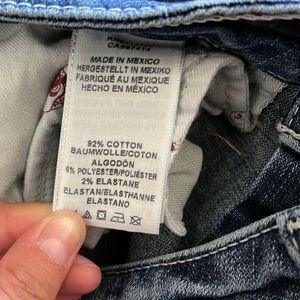 MADE IN MEXICO
HERGESTELLT IN MEXIKO
FABRIQUÉ AU MEXIQUE
HECHO EN MÉXICO
92% COTTON
BAUMWOLLE/COTON
ALGODÓN
6% POLYESTER/POLIÉSTER
2% ELASTANE
ELASTAN/ELASTHANNE
ELASTANO